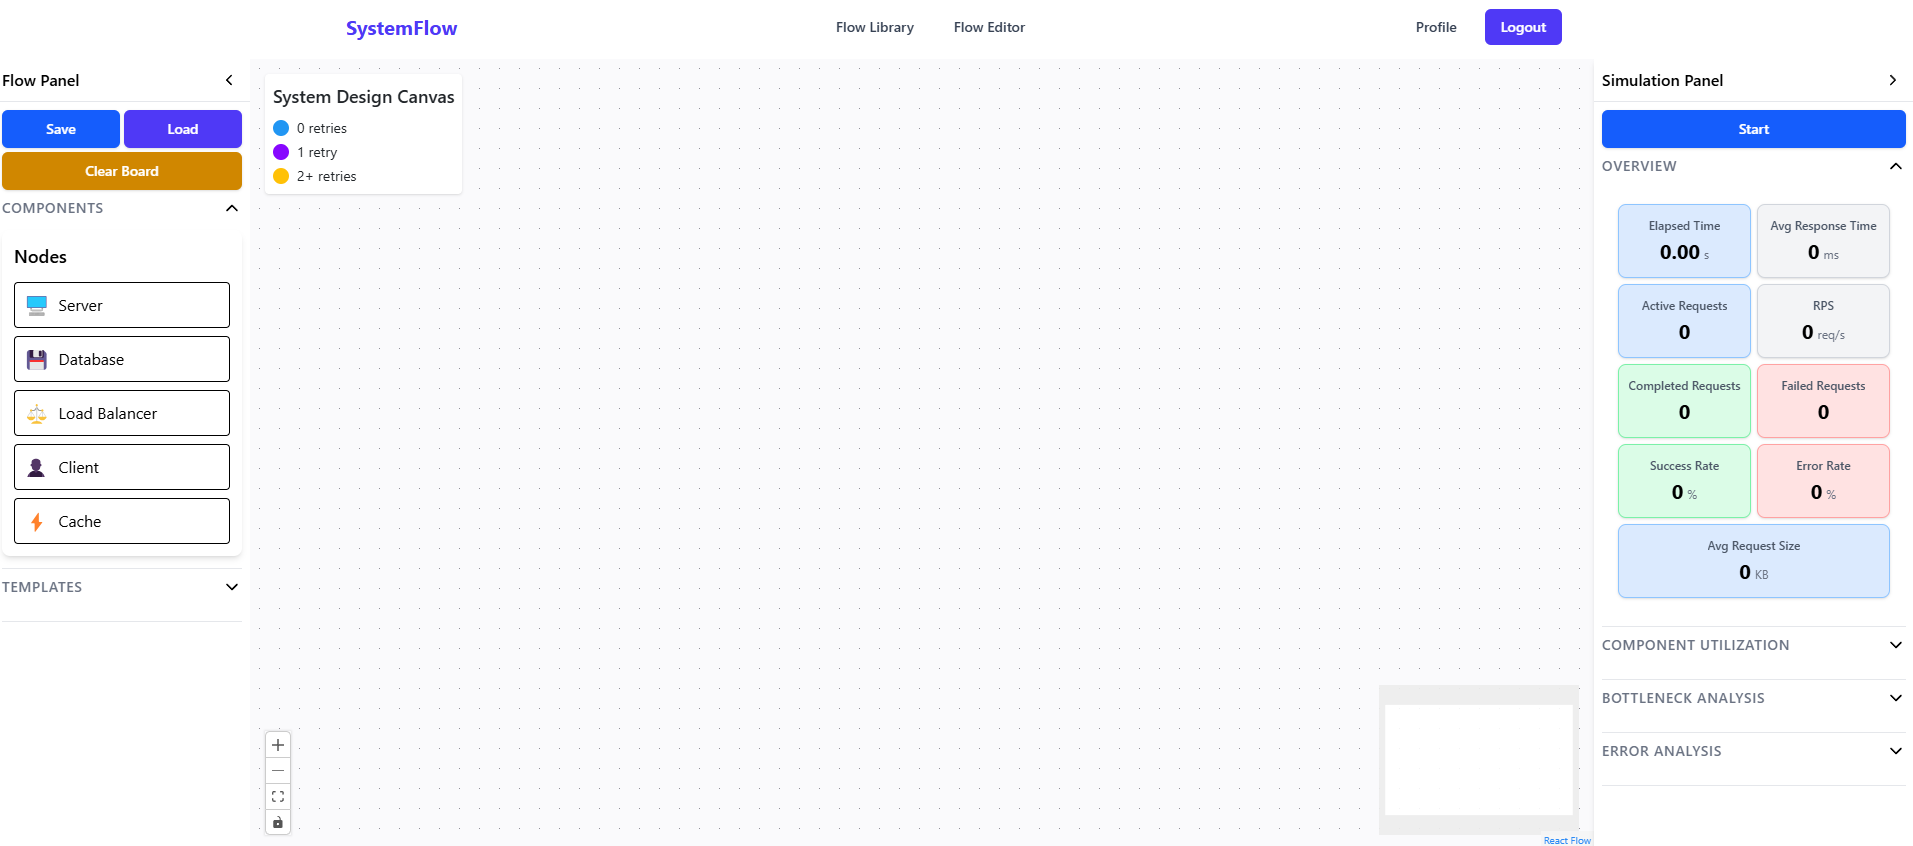 SystemFlow
Flow Library
Flow Editor
Profile
Logout
Flow Panel
Save
Load
Clear Board
COMPONENTS
Nodes
Server
Database
Load Balancer
Client
Cache
TEMPLATES
System Design Canvas
0 retries
1 retry
2+ retries
React Flow
Simulation Panel
Start
OVERVIEW
Elapsed Time
0.00 s
Avg Response Time
0 ms
Active Requests
0
RPS
0 req/s
Completed Requests
0
Failed Requests
0
Success Rate
0 %
Error Rate
0 %
Avg Request Size
0 KB
COMPONENT UTILIZATION
BOTTLENECK ANALYSIS
ERROR ANALYSIS